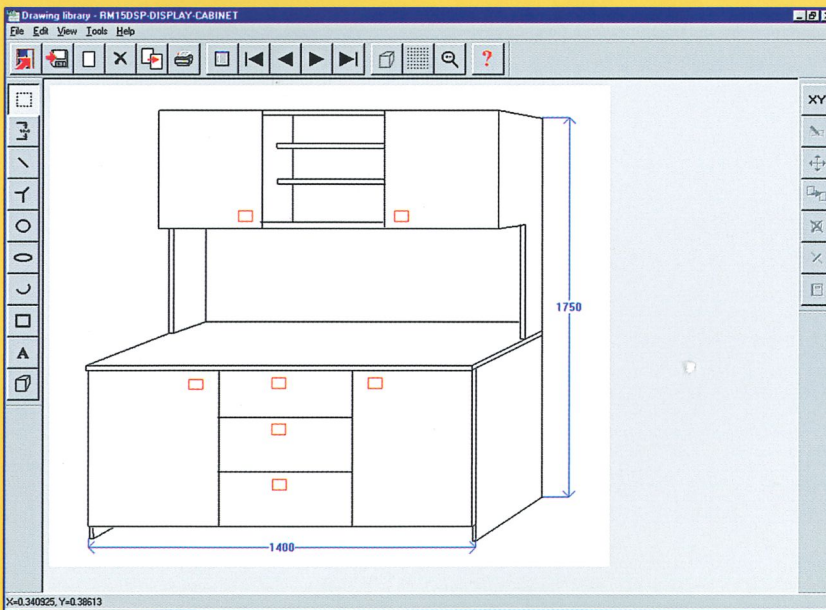 Drawing library - RM15DSP-DISPLAY-CABINET
File Edit View Tools Help
?
XY
A
1750
1400
X=0.340925, Y=0.38613